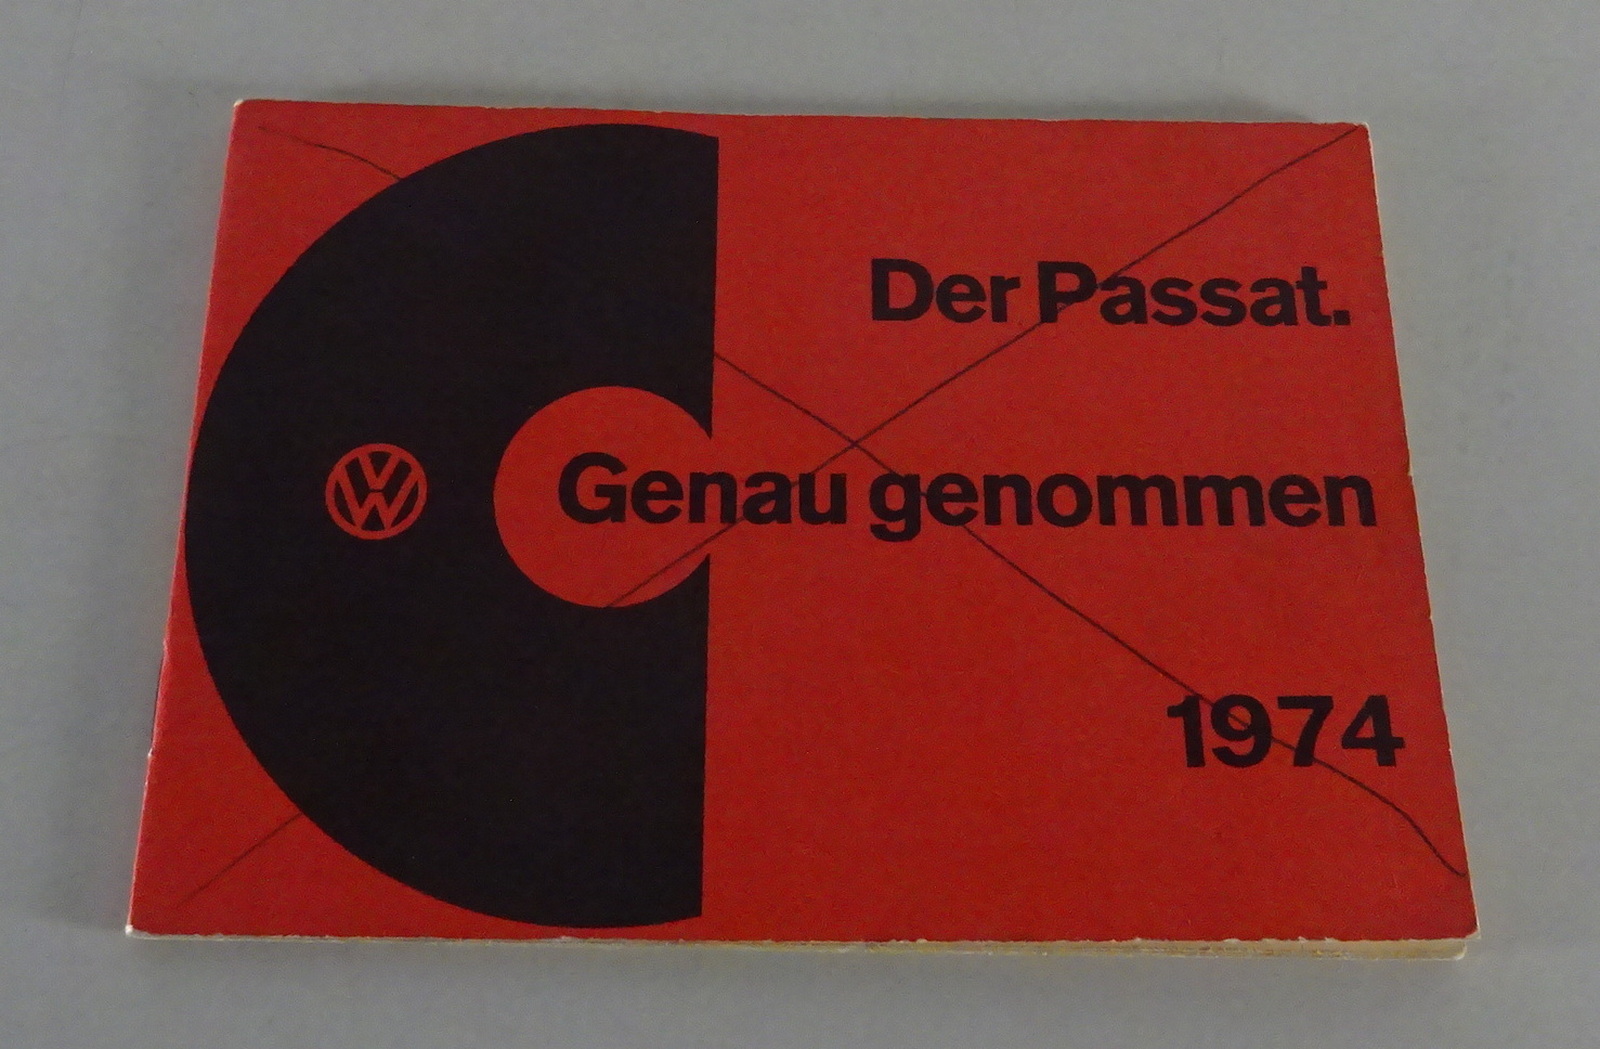 Der Passat.
Genau genommen
1974